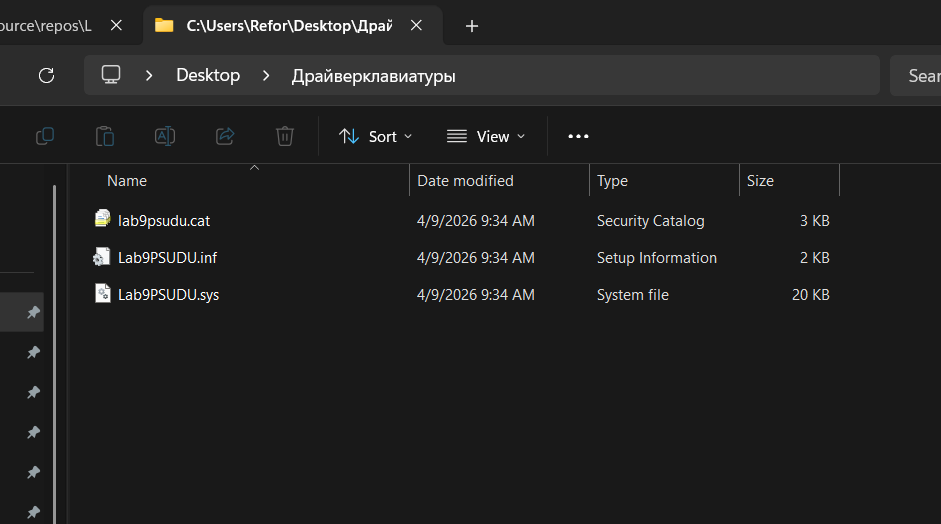 ource\repos\L
C:\Users\Refor\Desktop\Драй
Desktop
Драйверклавиатуры
Sear
Sort
View
Name
Date modified
Type
Size
lab9psudu.cat
4/9/2026 9:34 AM
Security Catalog
3 KB
Lab9PSUDU.inf
4/9/2026 9:34 AM
Setup Information
2 KB
Lab9PSUDU.sys
4/9/2026 9:34 AM
System file
20 KB